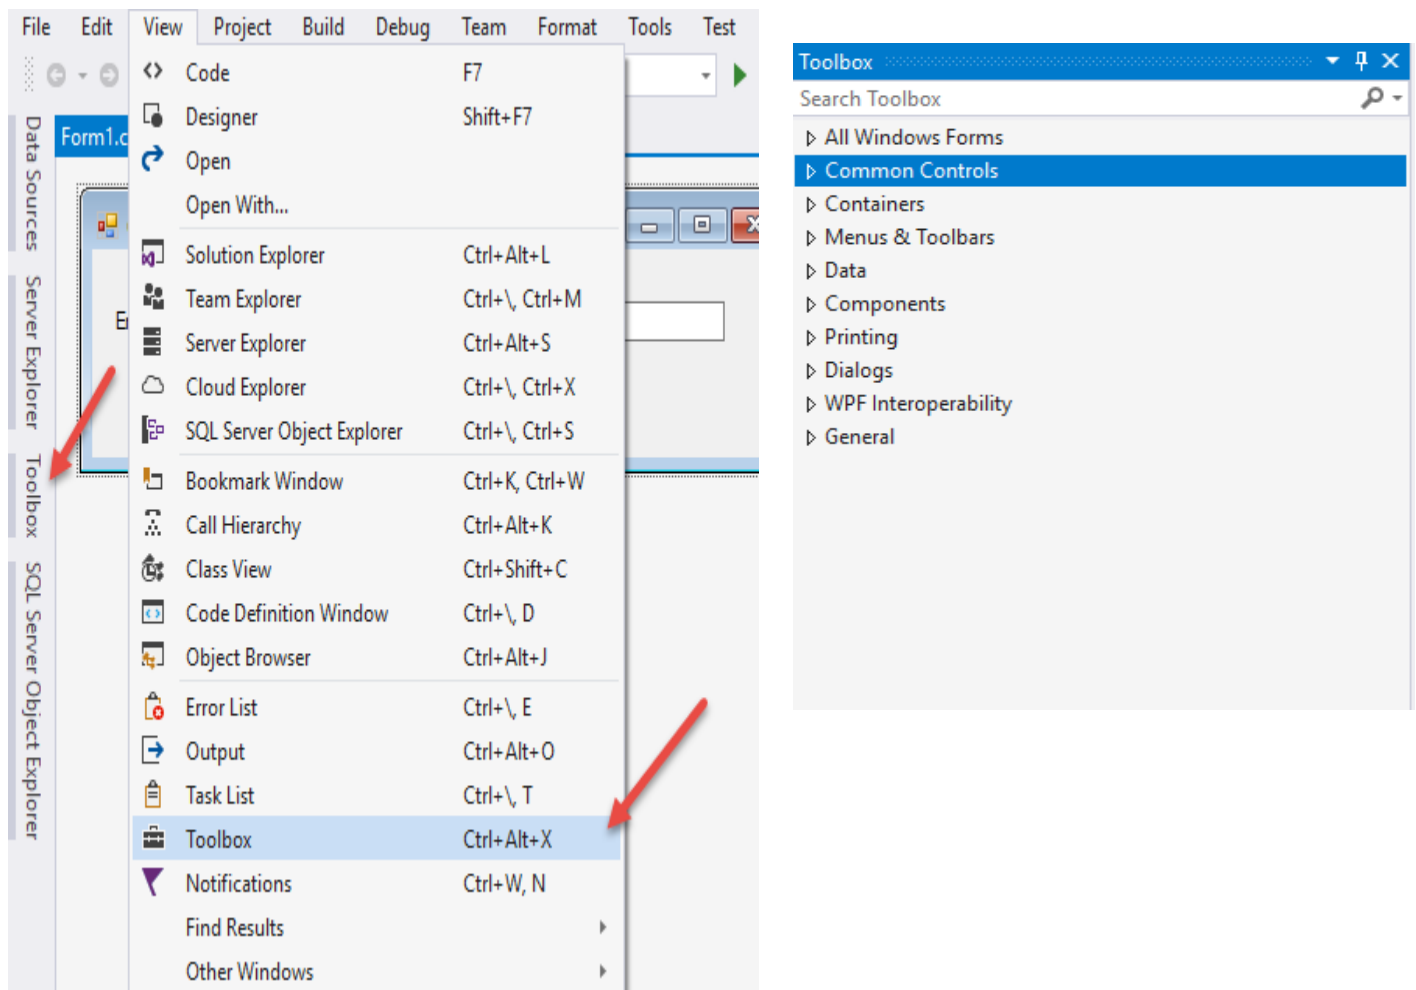 File Edit View Project Build Debug Team Format Tools Test
Form1.c
Data Sources
Server Explorer
Toolbox
SQL Server Object Explorer
Code F7
Designer Shift+F7
Open
Open With...
Solution Explorer Ctrl+Alt+L
Team Explorer Ctrl+\, Ctrl+M
Server Explorer Ctrl+Alt+S
Cloud Explorer Ctrl+\, Ctrl+X
SQL Server Object Explorer Ctrl+\, Ctrl+S
Bookmark Window Ctrl+K, Ctrl+W
Call Hierarchy Ctrl+Alt+K
Class View Ctrl+Shift+C
Code Definition Window Ctrl+\, D
Object Browser Ctrl+Alt+J
Error List Ctrl+\, E
Output Ctrl+Alt+O
Task List Ctrl+\, T
Toolbox Ctrl+Alt+X
Notifications Ctrl+W, N
Find Results
Other Windows
Toolbox
Search Toolbox
All Windows Forms
Common Controls
Containers
Menus & Toolbars
Data
Components
Printing
Dialogs
WPF Interoperability
General